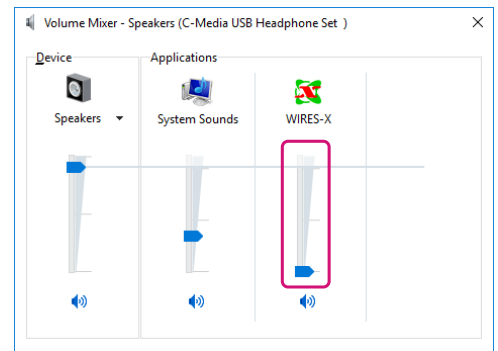 Volume Mixer - Speakers (C-Media USB Headphone Set )
Device
Applications
Speakers
System Sounds
WIRES-X